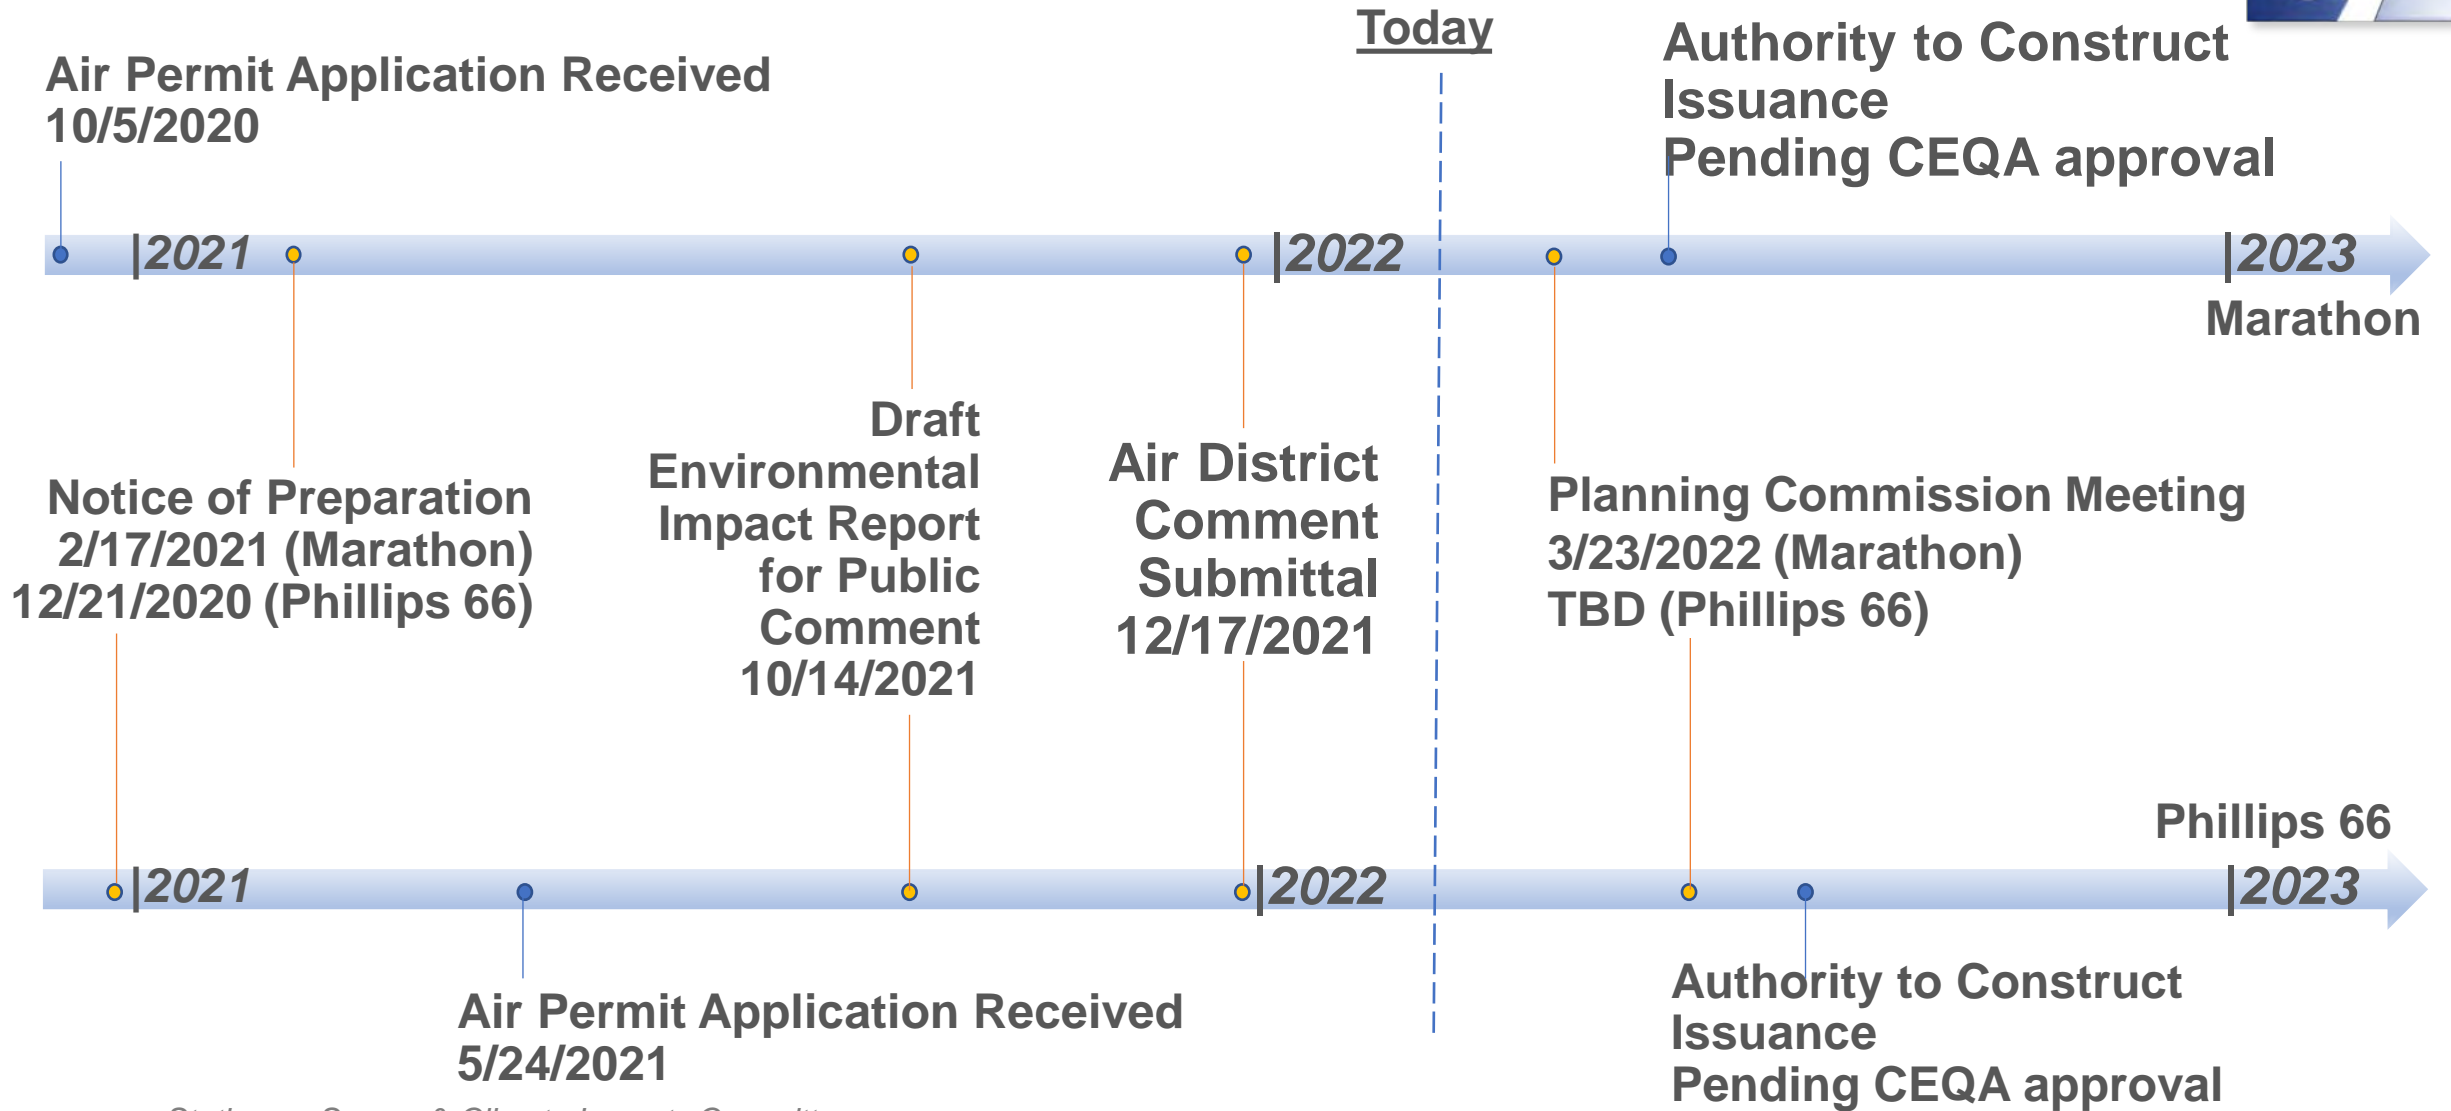 Today
Authority to Construct
Issuance
Pending CEQA approval
Air Permit Application Received
10/5/2020
|2021
|2022
|2023
Marathon
Notice of Preparation
2/17/2021 (Marathon)
12/21/2020 (Phillips 66)
Draft
Environmental
Impact Report
for Public
Comment
10/14/2021
Air District
Comment
Submittal
12/17/2021
Planning Commission Meeting
3/23/2022 (Marathon)
TBD (Phillips 66)
Phillips 66
|2021
|2022
|2023
Air Permit Application Received
5/24/2021
Authority to Construct
Issuance
Pending CEQA approval